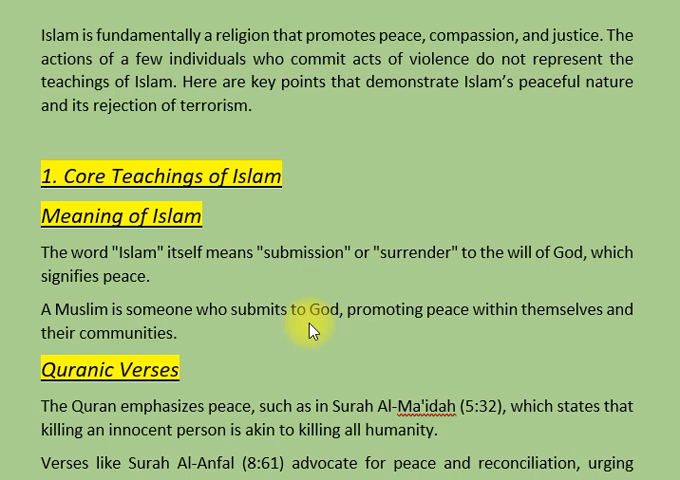 Islam is fundamentally a religion that promotes peace, compassion, and justice. The
actions of a few individuals who commit acts of violence do not represent the
teachings of Islam. Here are key points that demonstrate Islam’s peaceful nature
and its rejection of terrorism.
1. Core Teachings of Islam
Meaning of Islam
The word "Islam" itself means "submission" or "surrender" to the will of God, which
signifies peace.
A Muslim is someone who submits to God, promoting peace within themselves and
their communities.
Quranic Verses
The Quran emphasizes peace, such as in Surah Al-Ma'idah (5:32), which states that
killing an innocent person is akin to killing all humanity.
Verses like Surah Al-Anfal (8:61) advocate for peace and reconciliation, urging